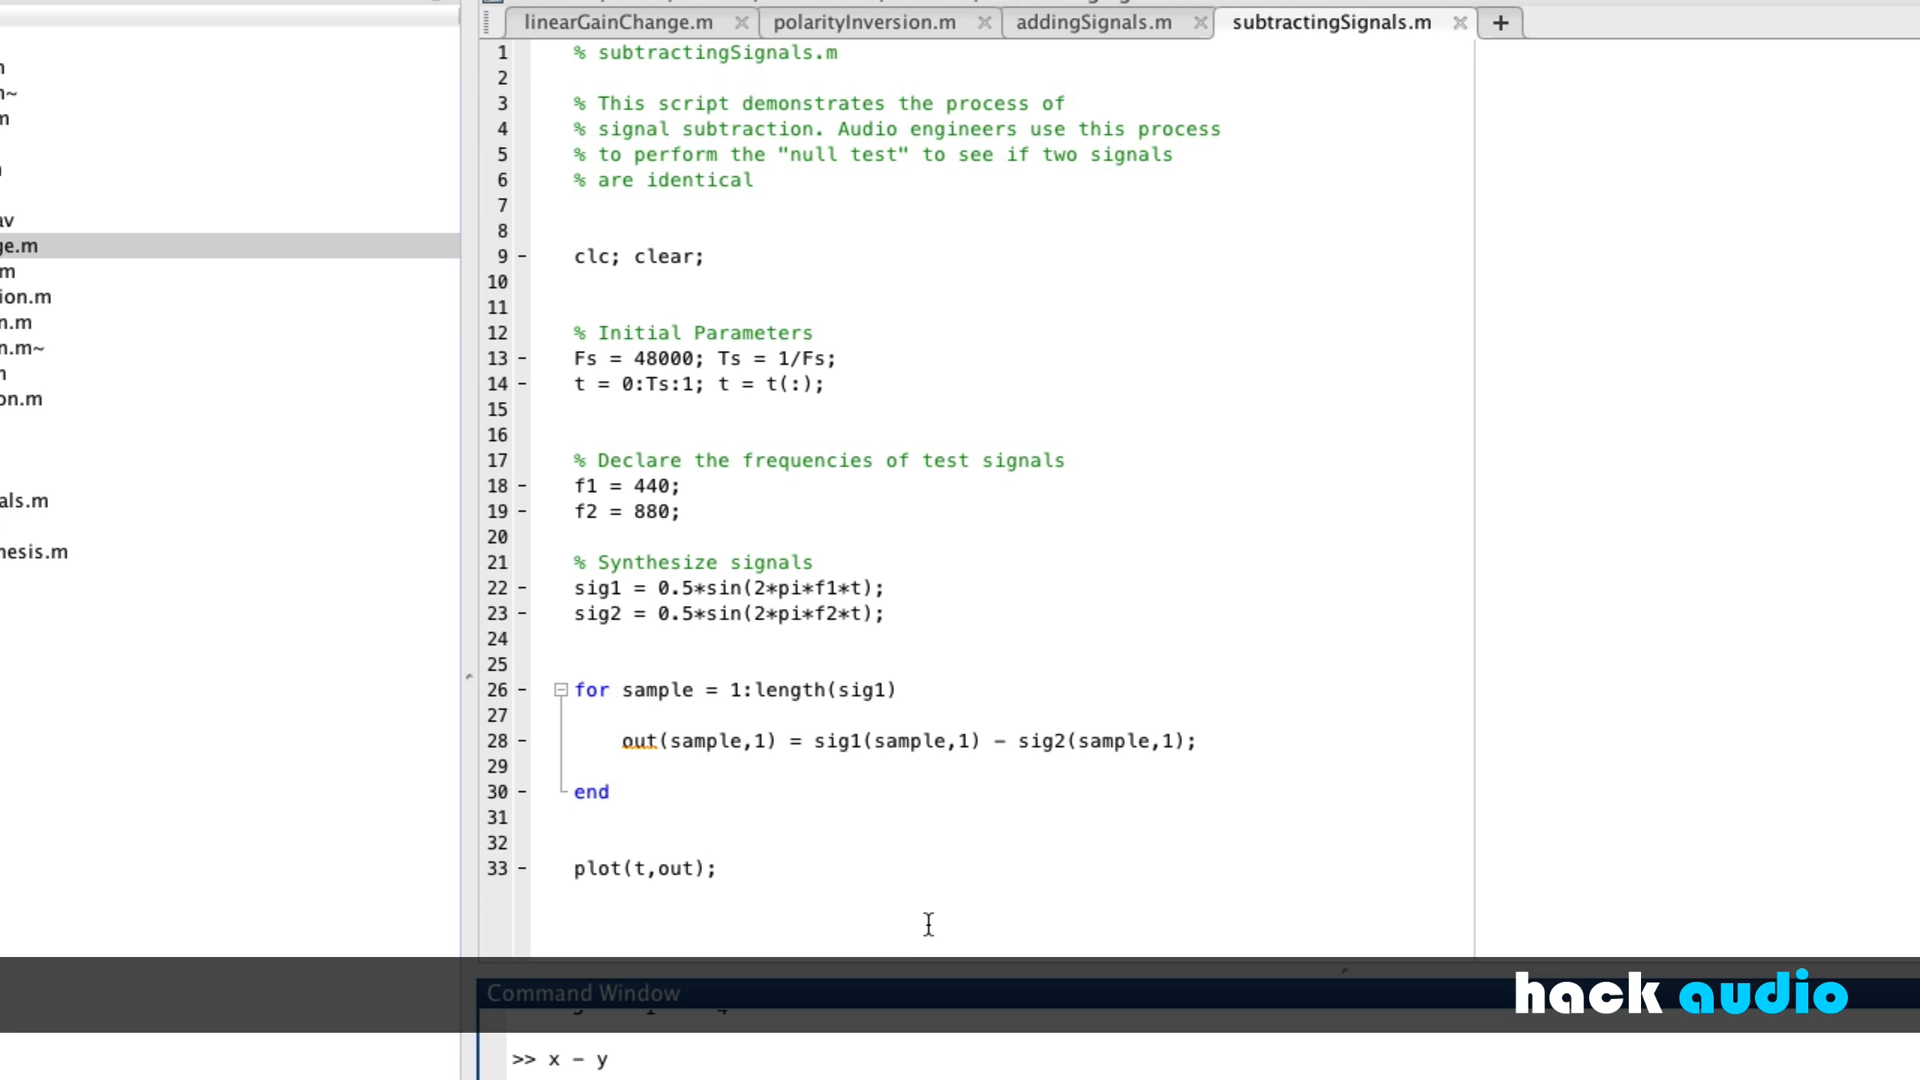 linearGainChange.m polarityInversion.m addingSignals.m subtractingSignals.m +
1 % subtractingSignals.m
2
3 % This script demonstrates the process of
4 % signal subtraction. Audio engineers use this process
5 % to perform the "null test" to see if two signals
6 % are identical
7
8
9 - clc; clear;
10
11
12 % Initial Parameters
13 - Fs = 48000; Ts = 1/Fs;
14 - t = 0:Ts:1; t = t(:);
15
16
17 % Declare the frequencies of test signals
18 - f1 = 440;
19 - f2 = 880;
20
21 % Synthesize signals
22 - sig1 = 0.5*sin(2*pi*f1*t);
23 - sig2 = 0.5*sin(2*pi*f2*t);
24
25
26 - for sample = 1:length(sig1)
27
28 - out(sample,1) = sig1(sample,1) - sig2(sample,1);
29
30 - end
31
32
33 - plot(t,out);
m~
m
av
ge.m
m
ion.m
n.m
n.m~
on.m
als.m
nesis.m
Command Window
hack audio
>> x - y